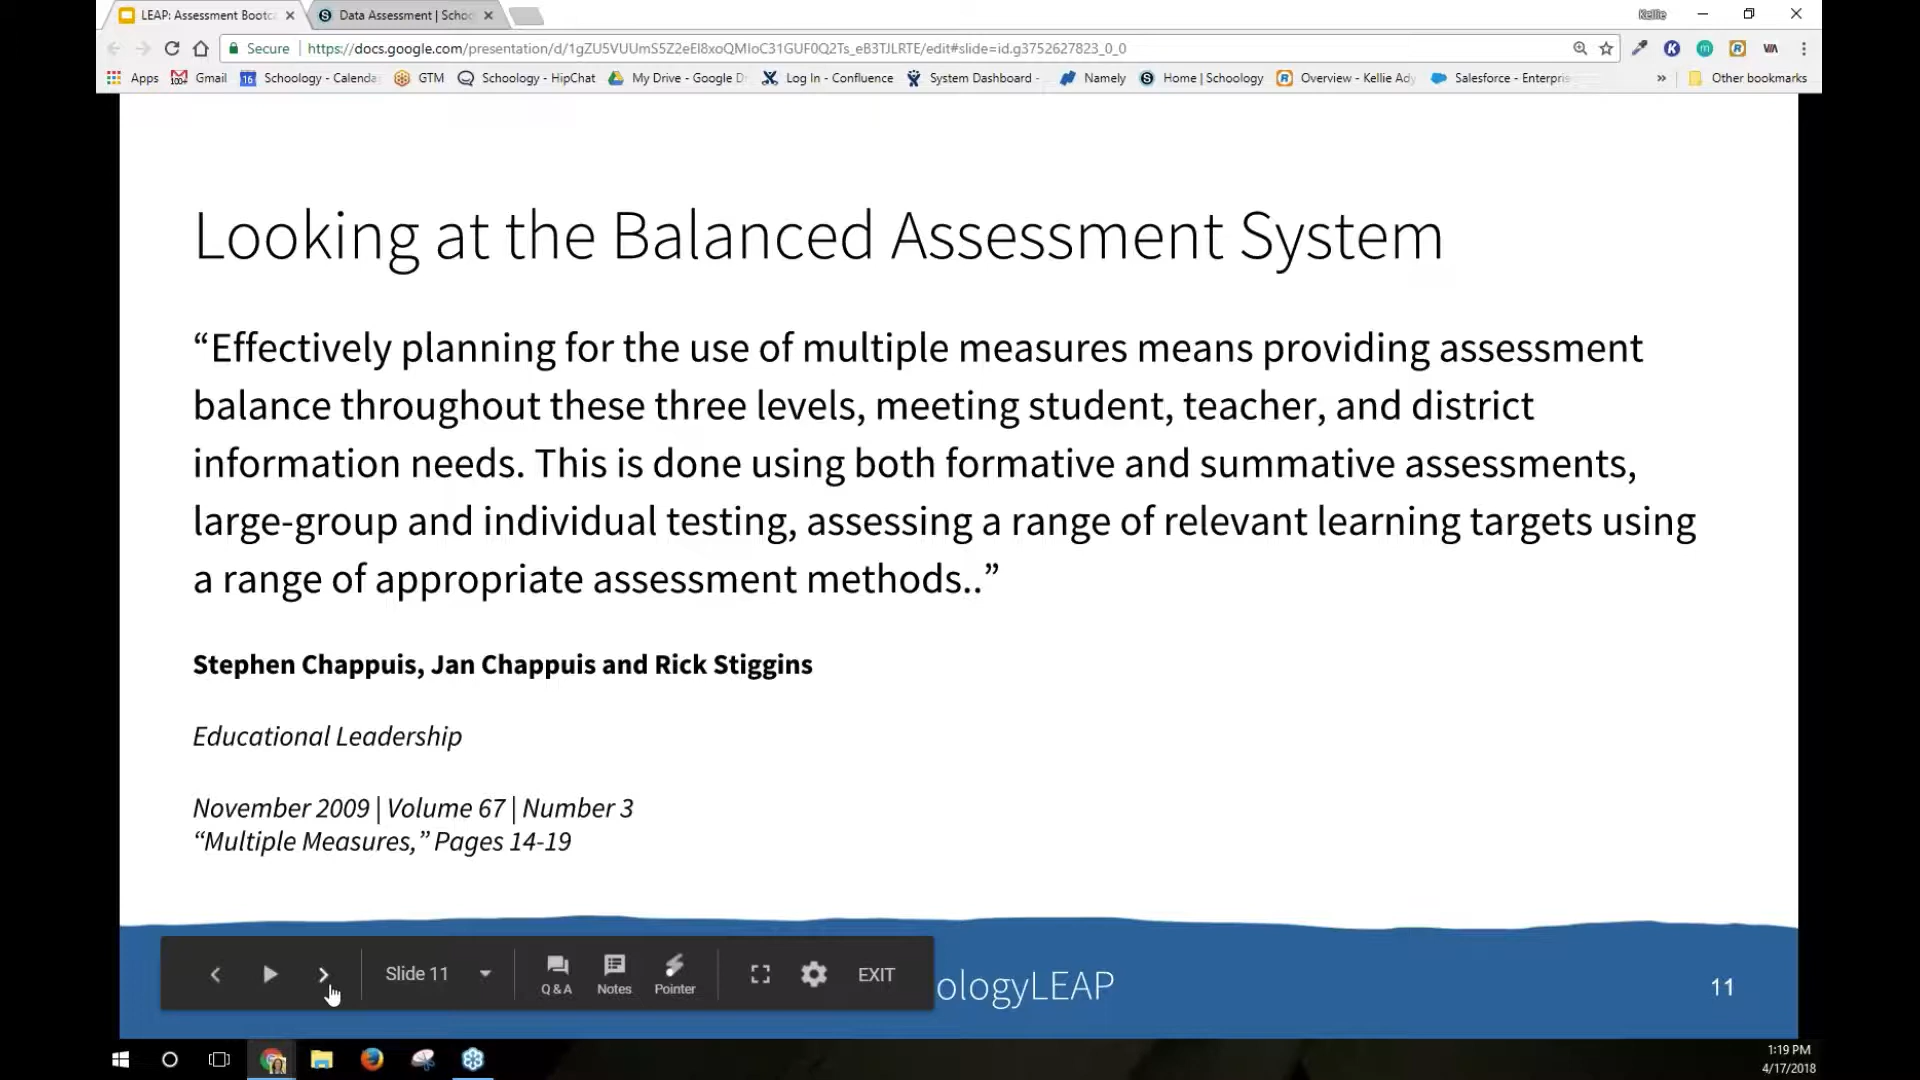 LEAP: Assessment Bootca
Data Assessment | Schoo
Kellie
Secure
https://docs.google.com/presentation/d/1gZU5VUUmS5Z2eEl8xoQMIoC31GUF0Q2Ts_eB3TJLRTE/edit#slide=id.g3752627823_0_0
Apps
Gmail
Schoology - Calenda
GTM
Schoology - HipChat
My Drive - Google D
Log In - Confluence
System Dashboard -
Namely
Home | Schoology
Overview - Kellie Ady
Salesforce - Enterpris
»
Other bookmarks
Looking at the Balanced Assessment System
“Effectively planning for the use of multiple measures means providing assessment
balance throughout these three levels, meeting student, teacher, and district
information needs. This is done using both formative and summative assessments,
large-group and individual testing, assessing a range of relevant learning targets using
a range of appropriate assessment methods..”
Stephen Chappuis, Jan Chappuis and Rick Stiggins
Educational Leadership
November 2009 | Volume 67 | Number 3
“Multiple Measures,” Pages 14-19
Slide 11
Q & A
Notes
Pointer
EXIT
ologyLEAP
11
1:19 PM
4/17/2018